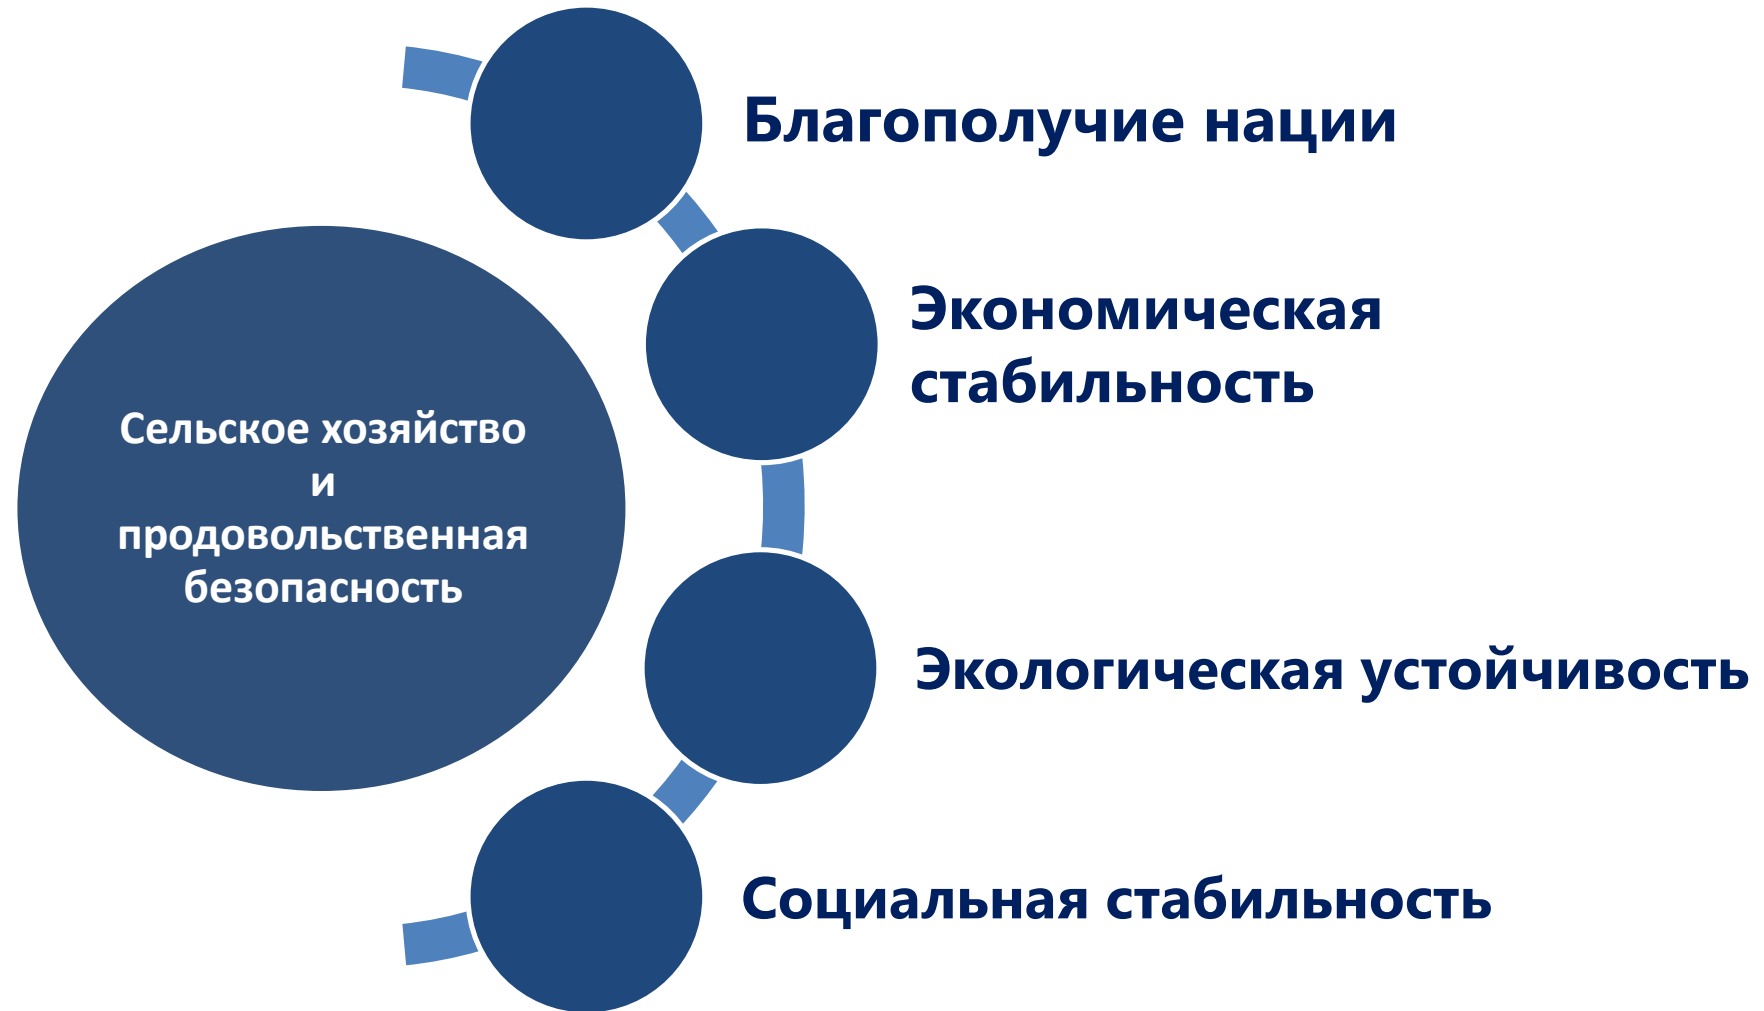 Благополучие нации
Экономическая
стабильность
Сельское хозяйство
и
продовольственная
безопасность
Экологическая устойчивость
Социальная стабильность